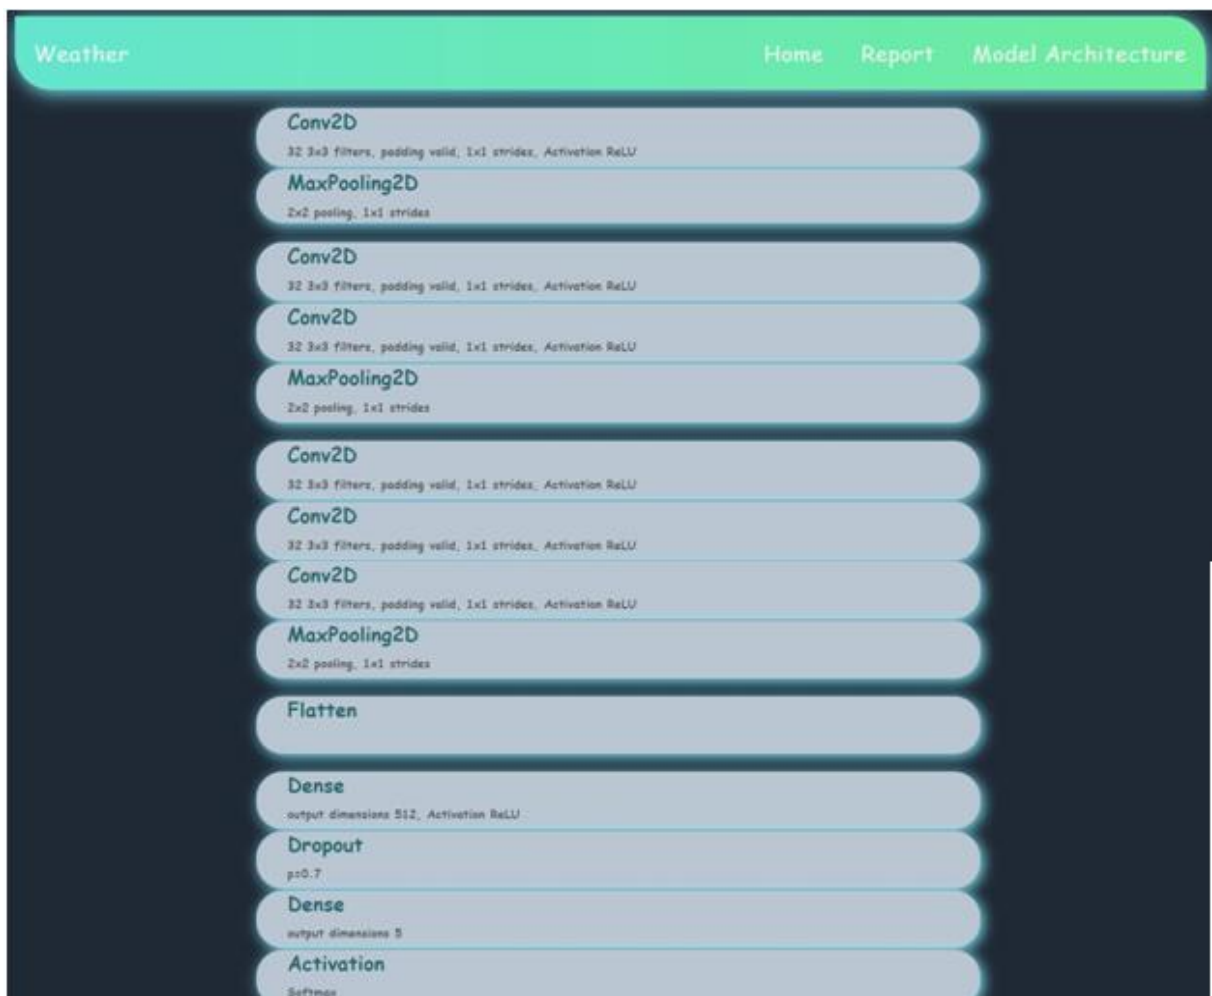 Weather Home Report Model Architecture
Conv2D
32 3x3 filters, padding valid, 1x1 strides, Activation ReLU
MaxPooling2D
2x2 pooling, 1x1 strides
Conv2D
32 3x3 filters, padding valid, 1x1 strides, Activation ReLU
Conv2D
32 3x3 filters, padding valid, 1x1 strides, Activation ReLU
MaxPooling2D
2x2 pooling, 1x1 strides
Conv2D
32 3x3 filters, padding valid, 1x1 strides, Activation ReLU
Conv2D
32 3x3 filters, padding valid, 1x1 strides, Activation ReLU
Conv2D
32 3x3 filters, padding valid, 1x1 strides, Activation ReLU
MaxPooling2D
2x2 pooling, 1x1 strides
Flatten
Dense
output dimensions 512, Activation ReLU
Dropout
p=0.7
Dense
output dimensions 5
Activation
Softmax